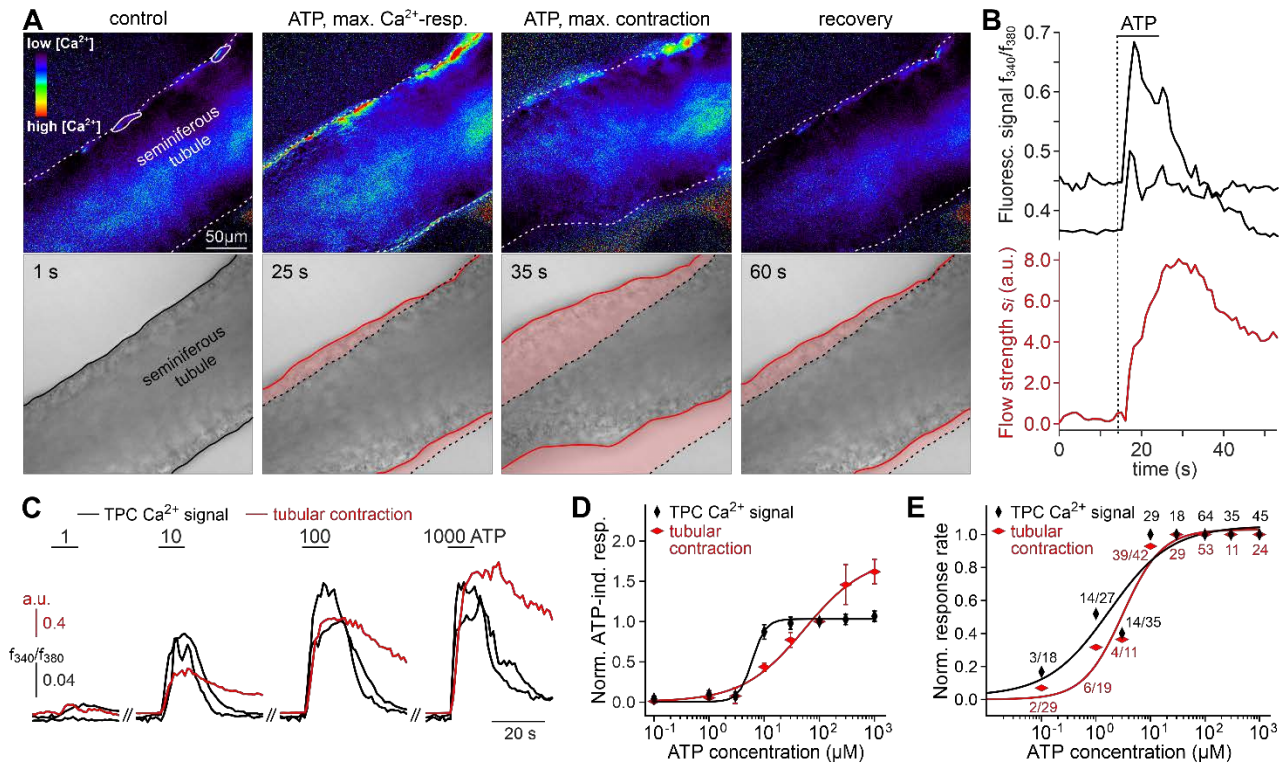 A
control
ATP, max. Ca²⁺-resp.
ATP, max. contraction
recovery
low [Ca²⁺]
high [Ca²⁺]
seminiferous
tubule
50µm
1 s
25 s
35 s
60 s
seminiferous
tubule
B
ATP
Fluoresc. signal f₃₄₀/f₃₈₀
0.7
0.6
0.5
0.4
Flow strength sᵢ (a.u.)
8.0
6.0
4.0
2.0
0.0
0
20
40
time (s)
C
TPC Ca²⁺ signal
tubular contraction
1
10
100
1000 ATP
a.u.
0.4
f₃₄₀/f₃₈₀
0.04
//
//
//
20 s
D
TPC Ca²⁺ signal
tubular
contraction
Norm. ATP-ind. resp.
2.0
1.5
1.0
0.5
0.0
10⁻¹
10⁰
10¹
10²
10³
ATP concentration (µM)
E
TPC Ca²⁺ signal
tubular
contraction
29
18
64
35
45
39/42
29
53
11
24
14/27
14/35
4/11
3/18
6/19
2/29
Norm. response rate
1.0
0.8
0.6
0.4
0.2
0.0
10⁻¹
10⁰
10¹
10²
10³
ATP concentration (µM)